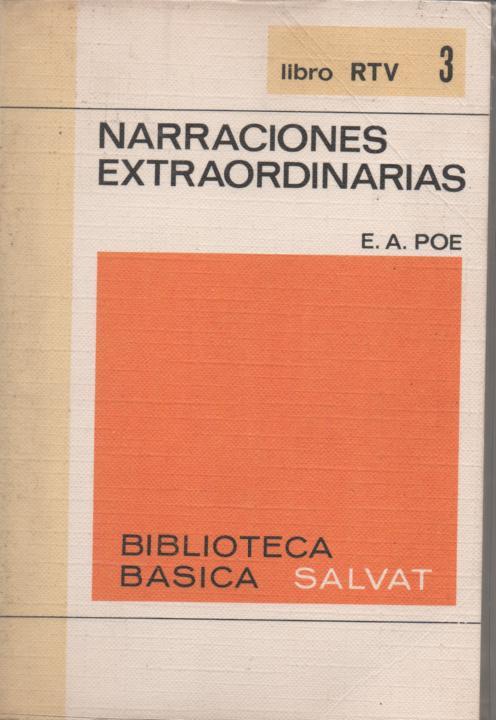 libro RTV 3
NARRACIONES
EXTRAORDINARIAS
E. A. POE
BIBLIOTECA
BASICA SALVAT